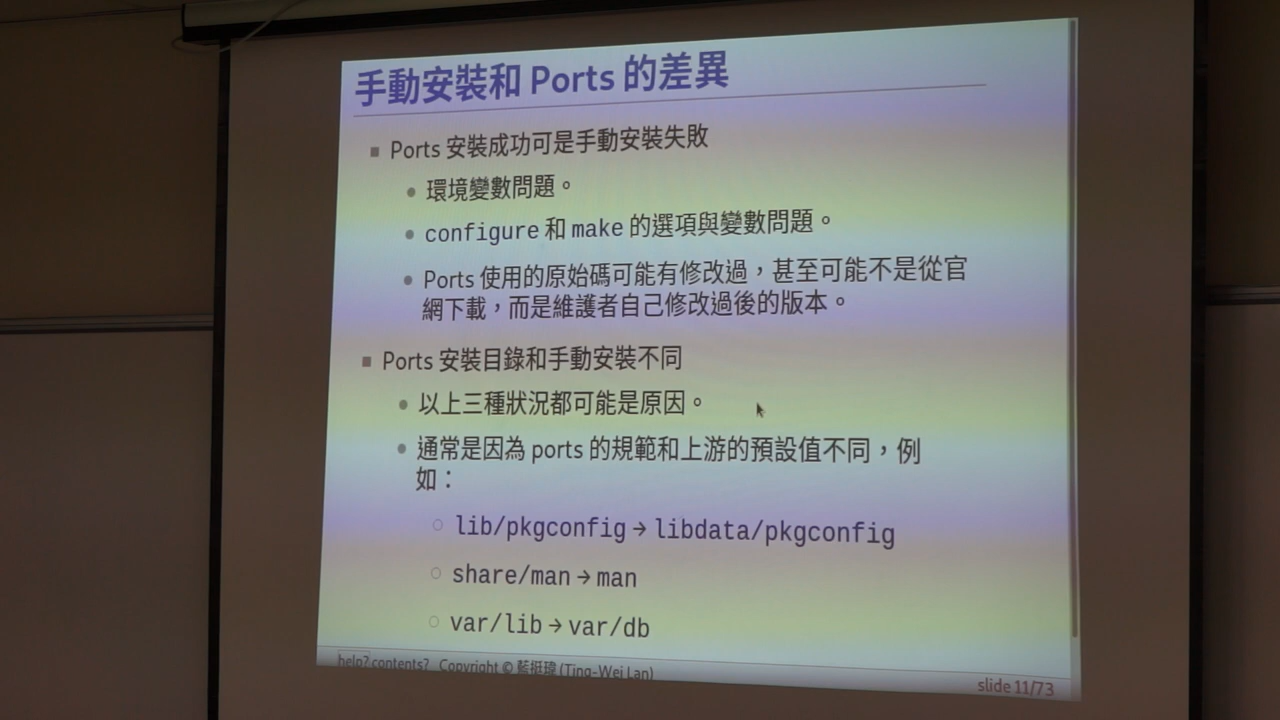 手動安裝和 Ports 的差異
Ports 安裝成功可是手動安裝失敗
環境變數問題。
configure 和 make 的選項與變數問題。
Ports 使用的原始碼可能有修改過，甚至可能不是從官
網下載，而是維護者自己修改過後的版本。
Ports 安裝目錄和手動安裝不同
以上三種狀況都可能是原因。
通常是因為 ports 的規範和上游的預設值不同，例
如：
lib/pkgconfig → libdata/pkgconfig
share/man → man
var/lib → var/db
help? contents? Copyright © 藍挺瑋 (Ting-Wei Lan)
slide 11/73